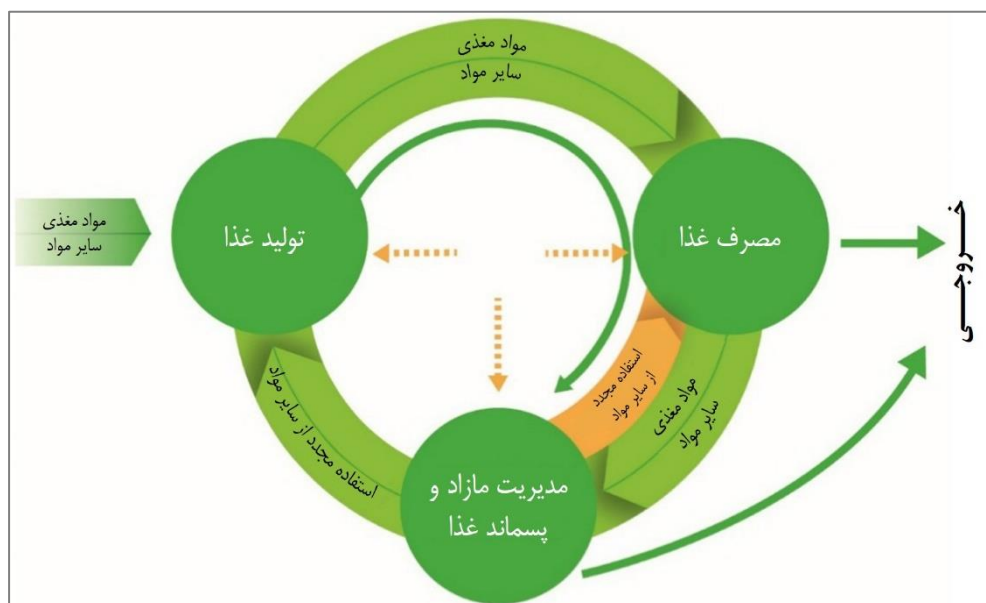 مواد مغذی
سایر مواد
مواد مغذی
سایر مواد
تولید غذا
مصرف غذا
خروجی
استفاده مجدد
از سایر مواد
مواد مغذی
سایر مواد
استفاده مجدد از سایر مواد
مدیریت مازاد و
پسماند غذا